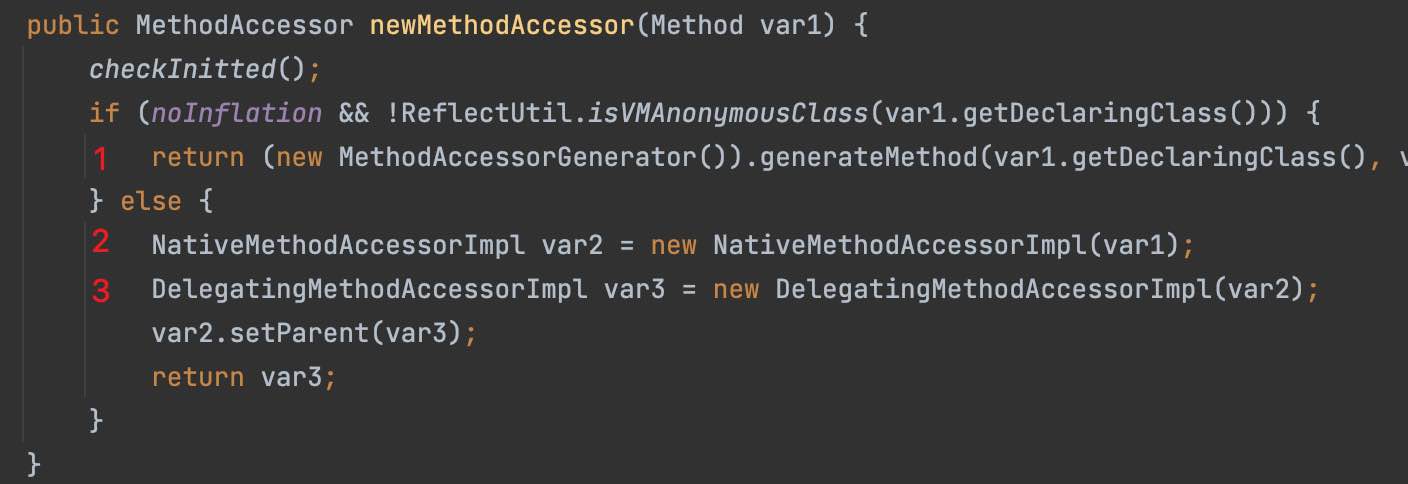 public MethodAccessor newMethodAccessor(Method var1) {
checkInitted();
if (noInflation && !ReflectUtil.isVMAnonymousClass(var1.getDeclaringClass())) {
1 return (new MethodAccessorGenerator()).generateMethod(var1.getDeclaringClass(),
} else {
2 NativeMethodAccessorImpl var2 = new NativeMethodAccessorImpl(var1);
3 DelegatingMethodAccessorImpl var3 = new DelegatingMethodAccessorImpl(var2);
var2.setParent(var3);
return var3;
}
}